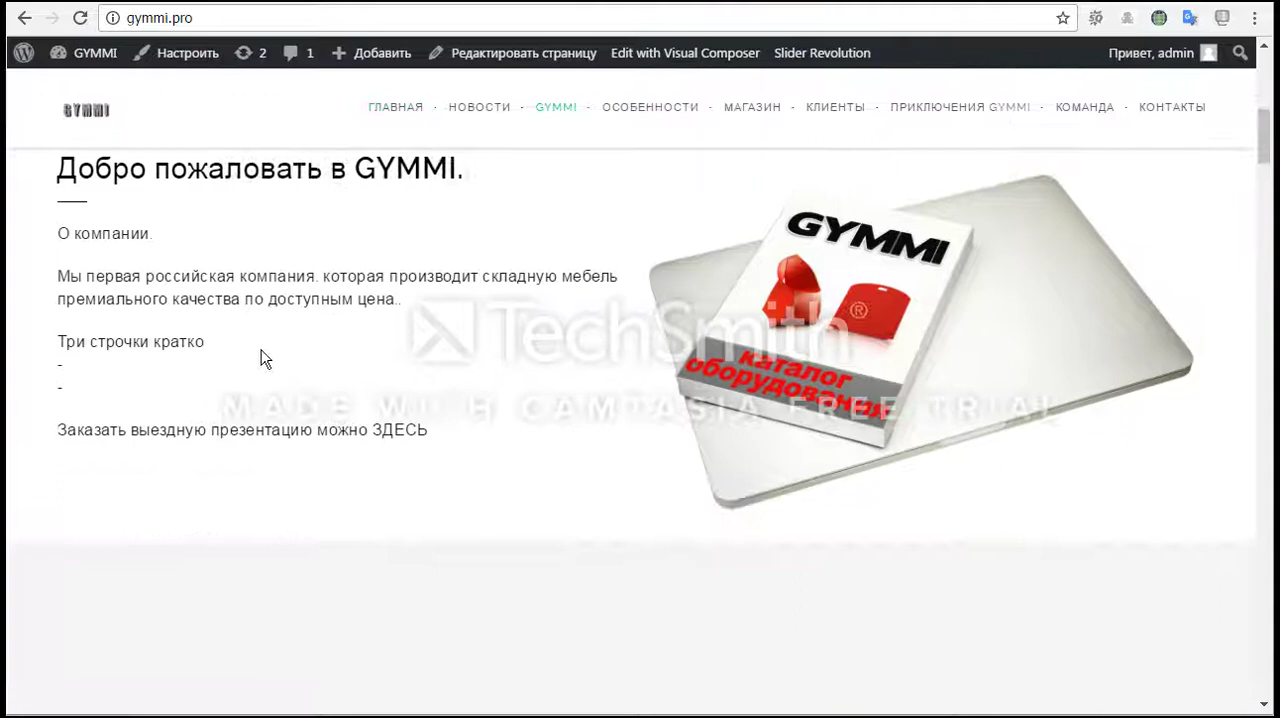 gymmi.pro
GYMMI Настроить 2 1 Добавить Редактировать страницу Edit with Visual Composer Slider Revolution Привет, admin
GYMMI ГЛАВНАЯ · НОВОСТИ · GYMMI · ОСОБЕННОСТИ · МАГАЗИН · КЛИЕНТЫ · ПРИКЛЮЧЕНИЯ GYMMI · КОМАНДА · КОНТАКТЫ
Добро пожаловать в GYMMI.
О компании.
Мы первая российская компания. которая производит складную мебель
премиального качества по доступным цена..
Три строчки кратко
-
-
Заказать выездную презентацию можно ЗДЕСЬ
GYMMI
каталог
оборудования
TechSmith®
MADE WITH CAMTASIA FREE TRIAL